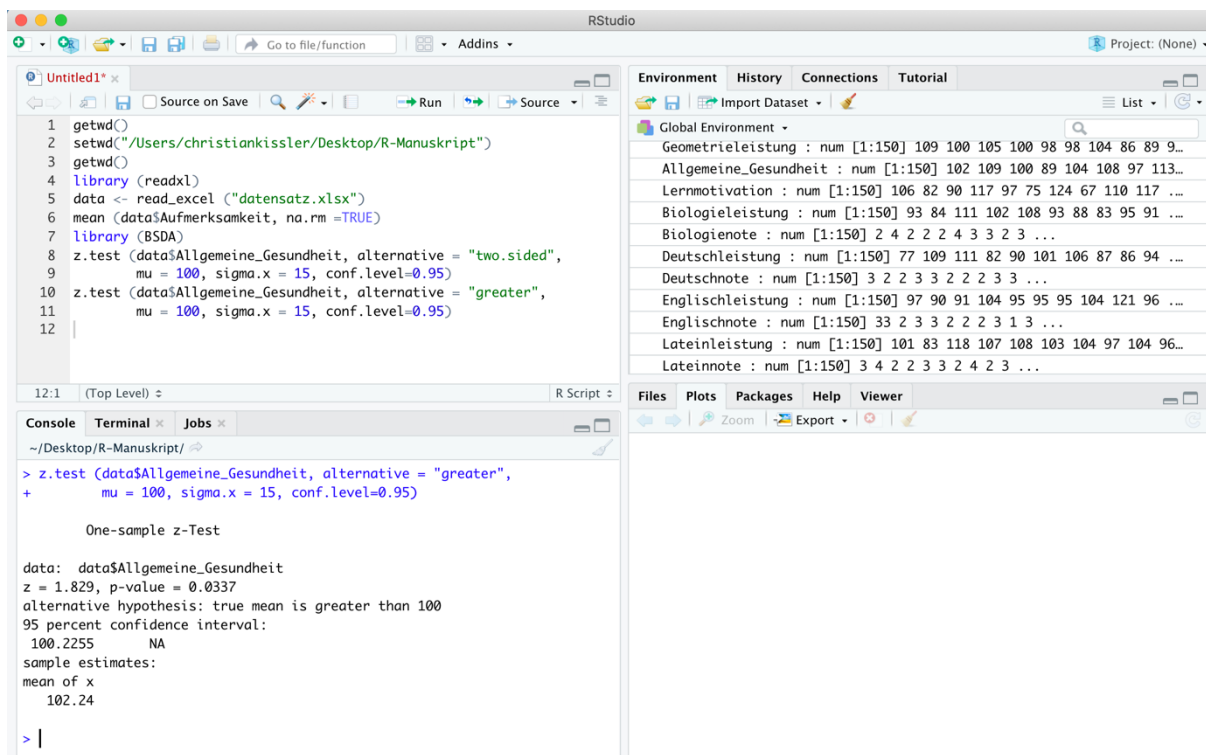 RStudio
Go to file/function
Addins
Project: (None)
Untitled1*
Source on Save
Run
Source
1 getwd()
2 setwd("/Users/christiankissler/Desktop/R-Manuskript")
3 getwd()
4 library (readxl)
5 data <- read_excel ("datensatz.xlsx")
6 mean (data$Aufmerksamkeit, na.rm =TRUE)
7 library (BSDA)
8 z.test (data$Allgemeine_Gesundheit, alternative = "two.sided",
9 mu = 100, sigma.x = 15, conf.level=0.95)
10 z.test (data$Allgemeine_Gesundheit, alternative = "greater",
11 mu = 100, sigma.x = 15, conf.level=0.95)
12
12:1 (Top Level) R Script
Console Terminal Jobs
~/Desktop/R-Manuskript/
> z.test (data$Allgemeine_Gesundheit, alternative = "greater",
+ mu = 100, sigma.x = 15, conf.level=0.95)
One-sample z-Test
data: data$Allgemeine_Gesundheit
z = 1.829, p-value = 0.0337
alternative hypothesis: true mean is greater than 100
95 percent confidence interval:
100.2255 NA
sample estimates:
mean of x
102.24
>
Environment History Connections Tutorial
Import Dataset
List
Global Environment
Geometrieleistung : num [1:150] 109 100 105 100 98 98 104 86 89 9…
Allgemeine_Gesundheit : num [1:150] 102 109 100 89 104 108 97 113…
Lernmotivation : num [1:150] 106 82 90 117 97 75 124 67 110 117 ...
Biologieleistung : num [1:150] 93 84 111 102 108 93 88 83 95 91 ...
Biologienote : num [1:150] 2 4 2 2 2 4 3 3 2 3 ...
Deutschleistung : num [1:150] 77 109 111 82 90 101 106 87 86 94 ...
Deutschnote : num [1:150] 3 2 2 3 3 2 2 2 3 3 ...
Englischleistung : num [1:150] 97 90 91 104 95 95 95 104 121 96 ...
Englischnote : num [1:150] 33 2 3 3 2 2 2 3 1 3 ...
Lateinleistung : num [1:150] 101 83 118 107 108 103 104 97 104 96…
Lateinnote : num [1:150] 3 4 2 2 3 3 2 4 2 3 ...
Files Plots Packages Help Viewer
Zoom Export